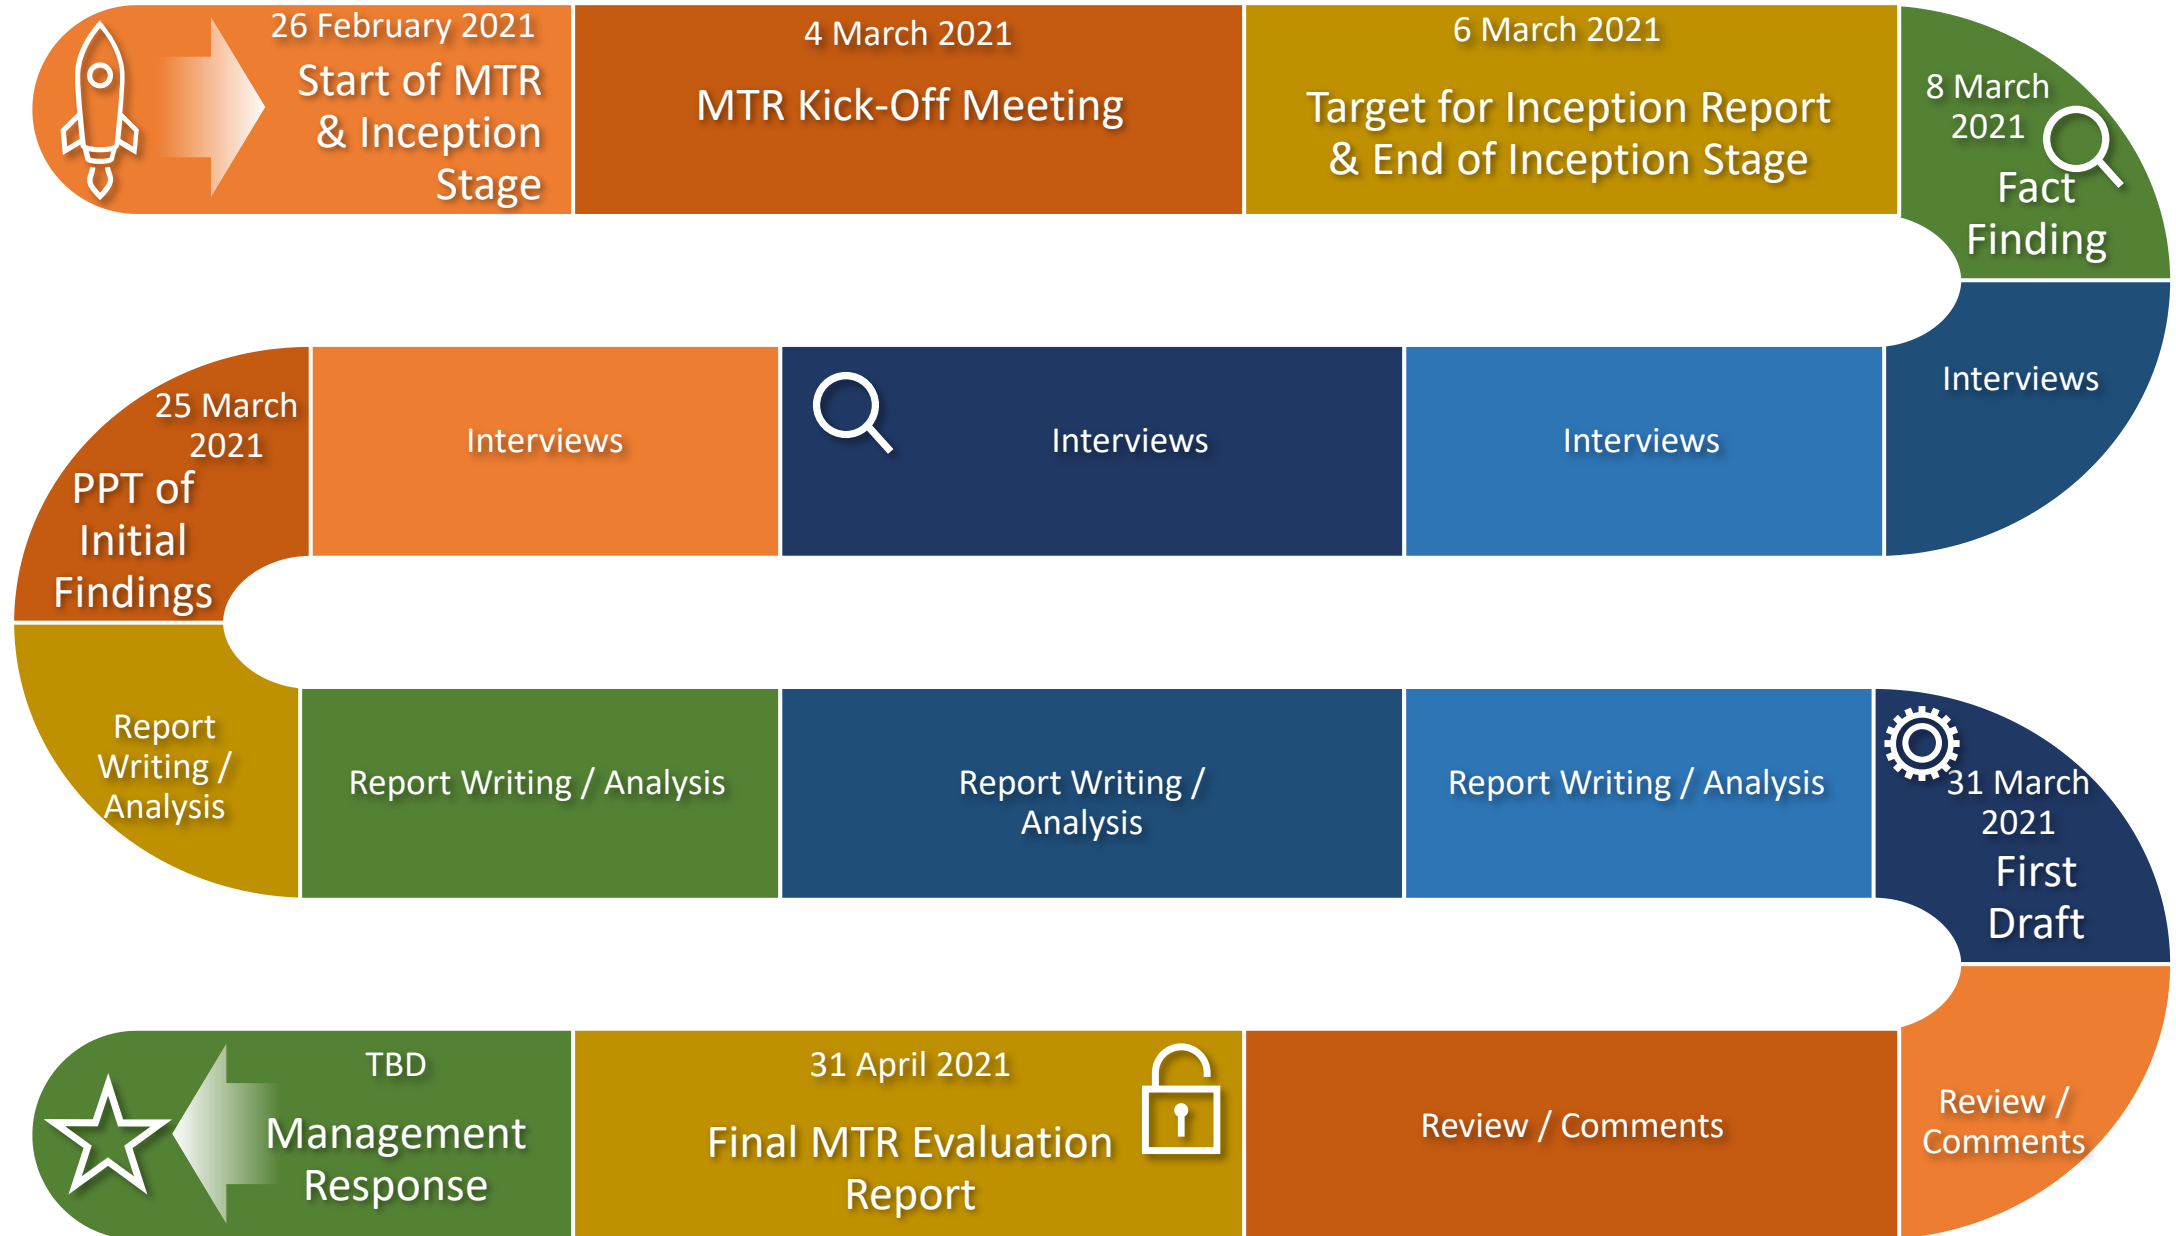 26 February 2021
Start of MTR
& Inception
Stage
4 March 2021
MTR Kick-Off Meeting
6 March 2021
Target for Inception Report
& End of Inception Stage
8 March
2021
Fact
Finding
Interviews
Interviews
Interviews
Interviews
25 March
2021
PPT of
Initial
Findings
Report
Writing /
Analysis
Report Writing / Analysis
Report Writing /
Analysis
Report Writing / Analysis
31 March
2021
First
Draft
Review /
Comments
Review / Comments
31 April 2021
Final MTR Evaluation
Report
TBD
Management
Response